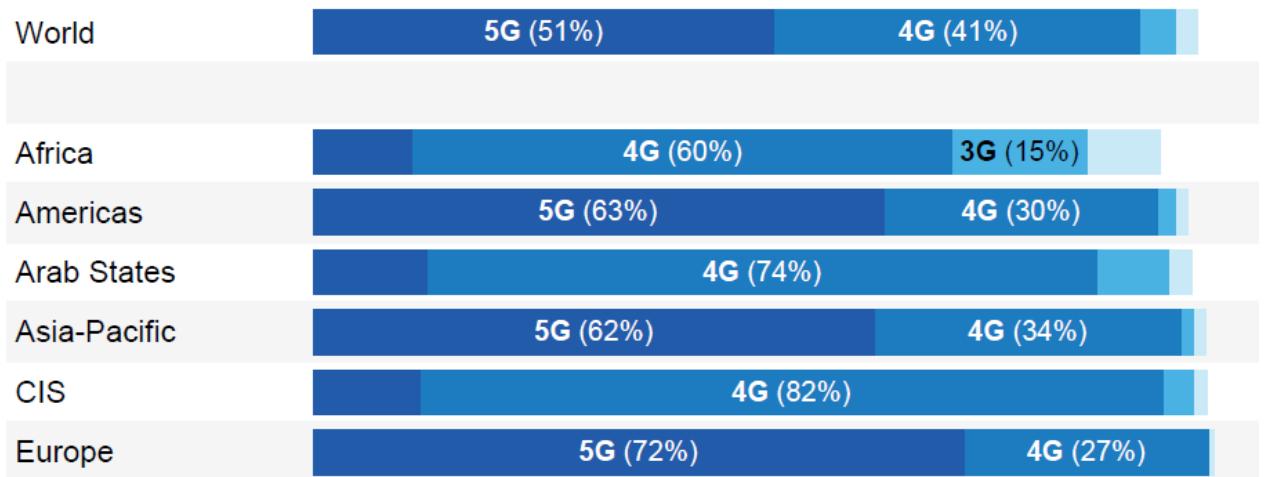 World 5G (51%) 4G (41%)
Africa 4G (60%) 3G (15%)
Americas 5G (63%) 4G (30%)
Arab States 4G (74%)
Asia-Pacific 5G (62%) 4G (34%)
CIS 4G (82%)
Europe 5G (72%) 4G (27%)